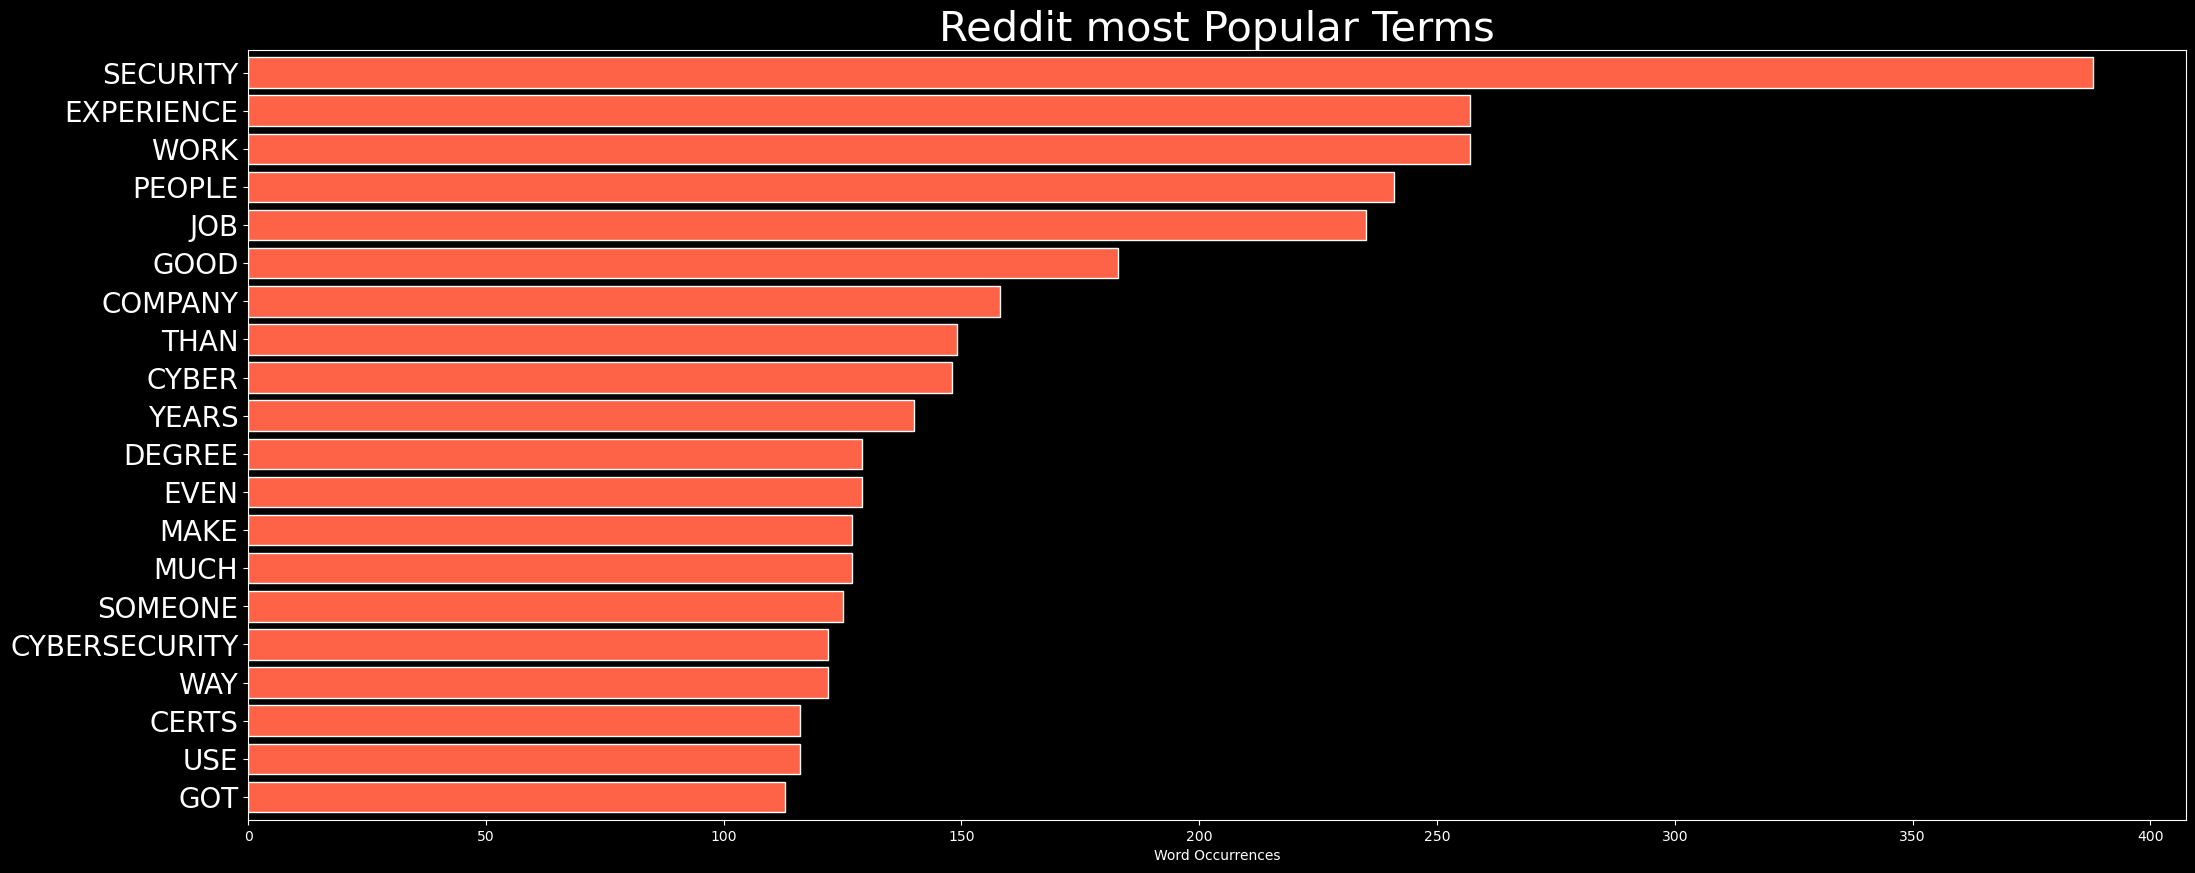 Reddit most Popular Terms
SECURITY
EXPERIENCE
WORK
PEOPLE
JOB
GOOD
COMPANY
THAN
CYBER
YEARS
DEGREE
EVEN
MAKE
MUCH
SOMEONE
CYBERSECURITY
WAY
CERTS
USE
GOT
0 50 100 150 200 250 300 350 400
Word Occurrences